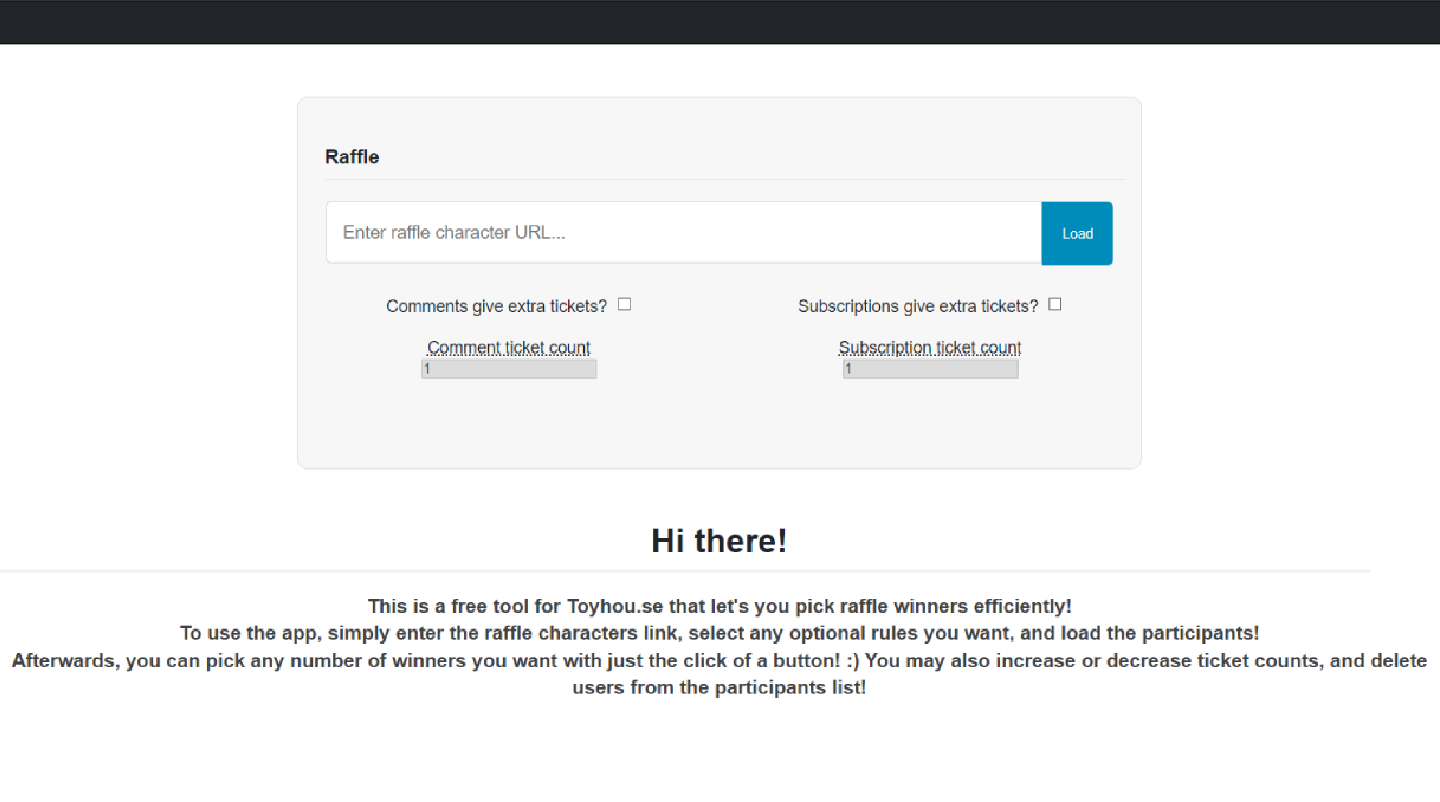 Raffle
Enter raffle character URL...
Load
Comments give extra tickets?
Subscriptions give extra tickets?
Comment ticket count
Subscription ticket count
1
1
Hi there!
This is a free tool for Toyhou.se that let's you pick raffle winners efficiently!
To use the app, simply enter the raffle characters link, select any optional rules you want, and load the participants!
Afterwards, you can pick any number of winners you want with just the click of a button! :) You may also increase or decrease ticket counts, and delete
users from the participants list!